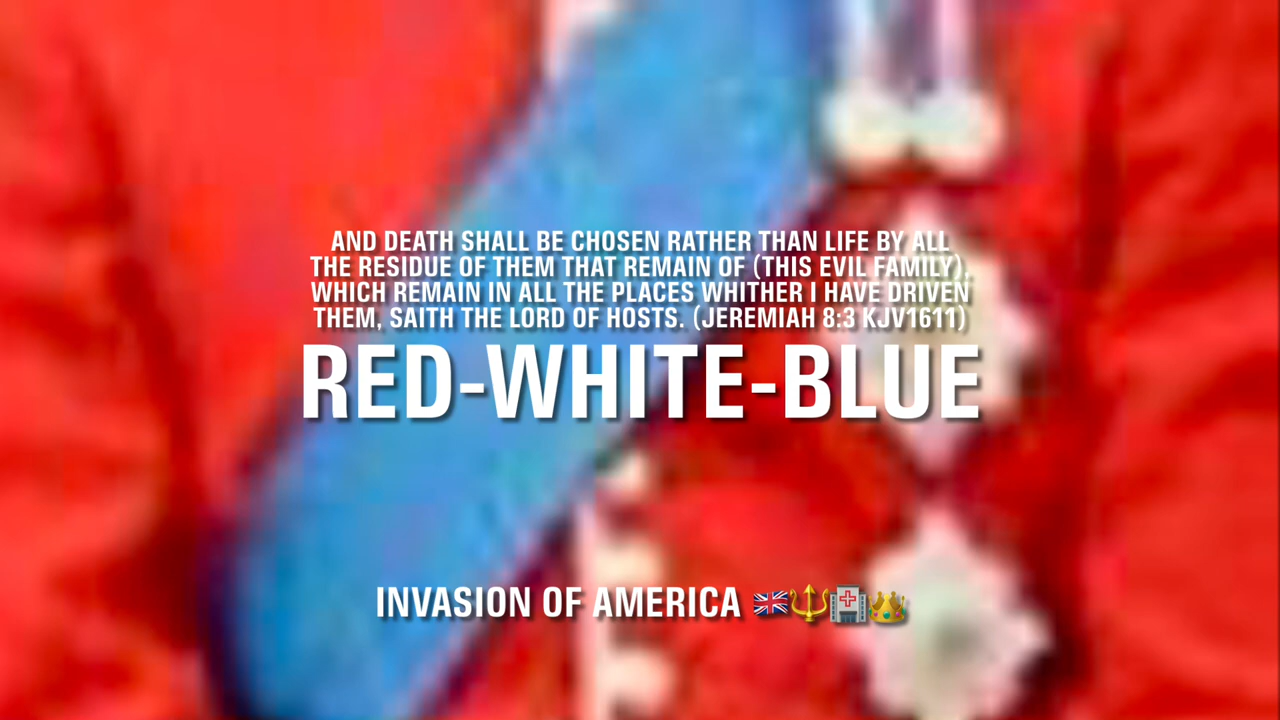 AND DEATH SHALL BE CHOSEN RATHER THAN LIFE BY ALL
THE RESIDUE OF THEM THAT REMAIN OF (THIS EVIL FAMILY),
WHICH REMAIN IN ALL THE PLACES WHITHER I HAVE DRIVEN
THEM, SAITH THE LORD OF HOSTS. (JEREMIAH 8:3 KJV1611)
RED-WHITE-BLUE
INVASION OF AMERICA 🇬🇧🔱🏥👑